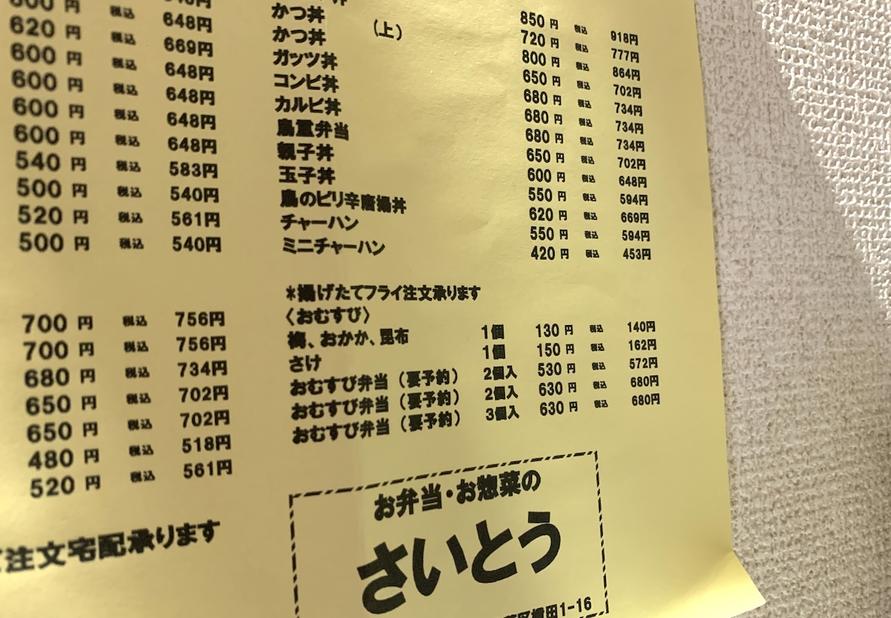 600円 税込 648円
620円 税込 669円
600円 税込 648円
600円 税込 648円
600円 税込 648円
600円 税込 648円
540円 税込 583円
500円 税込 540円
520円 税込 561円
500円 税込 540円
700円 税込 756円
700円 税込 756円
680円 税込 734円
650円 税込 702円
650円 税込 702円
480円 税込 518円
520円 税込 561円
注文宅配承ります
かつ丼
かつ丼 (上)
ガッツ丼
コンビ丼
カルビ丼
鳥重弁当
親子丼
玉子丼
鳥のピリ辛唐揚丼
チャーハン
ミニチャーハン
850円 税込 918円
720円 税込 777円
800円 税込 864円
650円 税込 702円
680円 税込 734円
680円 税込 734円
680円 税込 734円
650円 税込 702円
600円 税込 648円
550円 税込 594円
620円 税込 669円
550円 税込 594円
420円 税込 453円
*揚げたてフライ注文承ります
〈おむすび〉
梅、おかか、昆布 1個 130円 税込 140円
さけ 1個 150円 税込 162円
おむすび弁当（要予約） 2個入 530円 税込 572円
おむすび弁当（要予約） 2個入 630円 税込 680円
おむすび弁当（要予約） 3個入 630円 税込 680円
お弁当・お惣菜の
さいとう
1-16